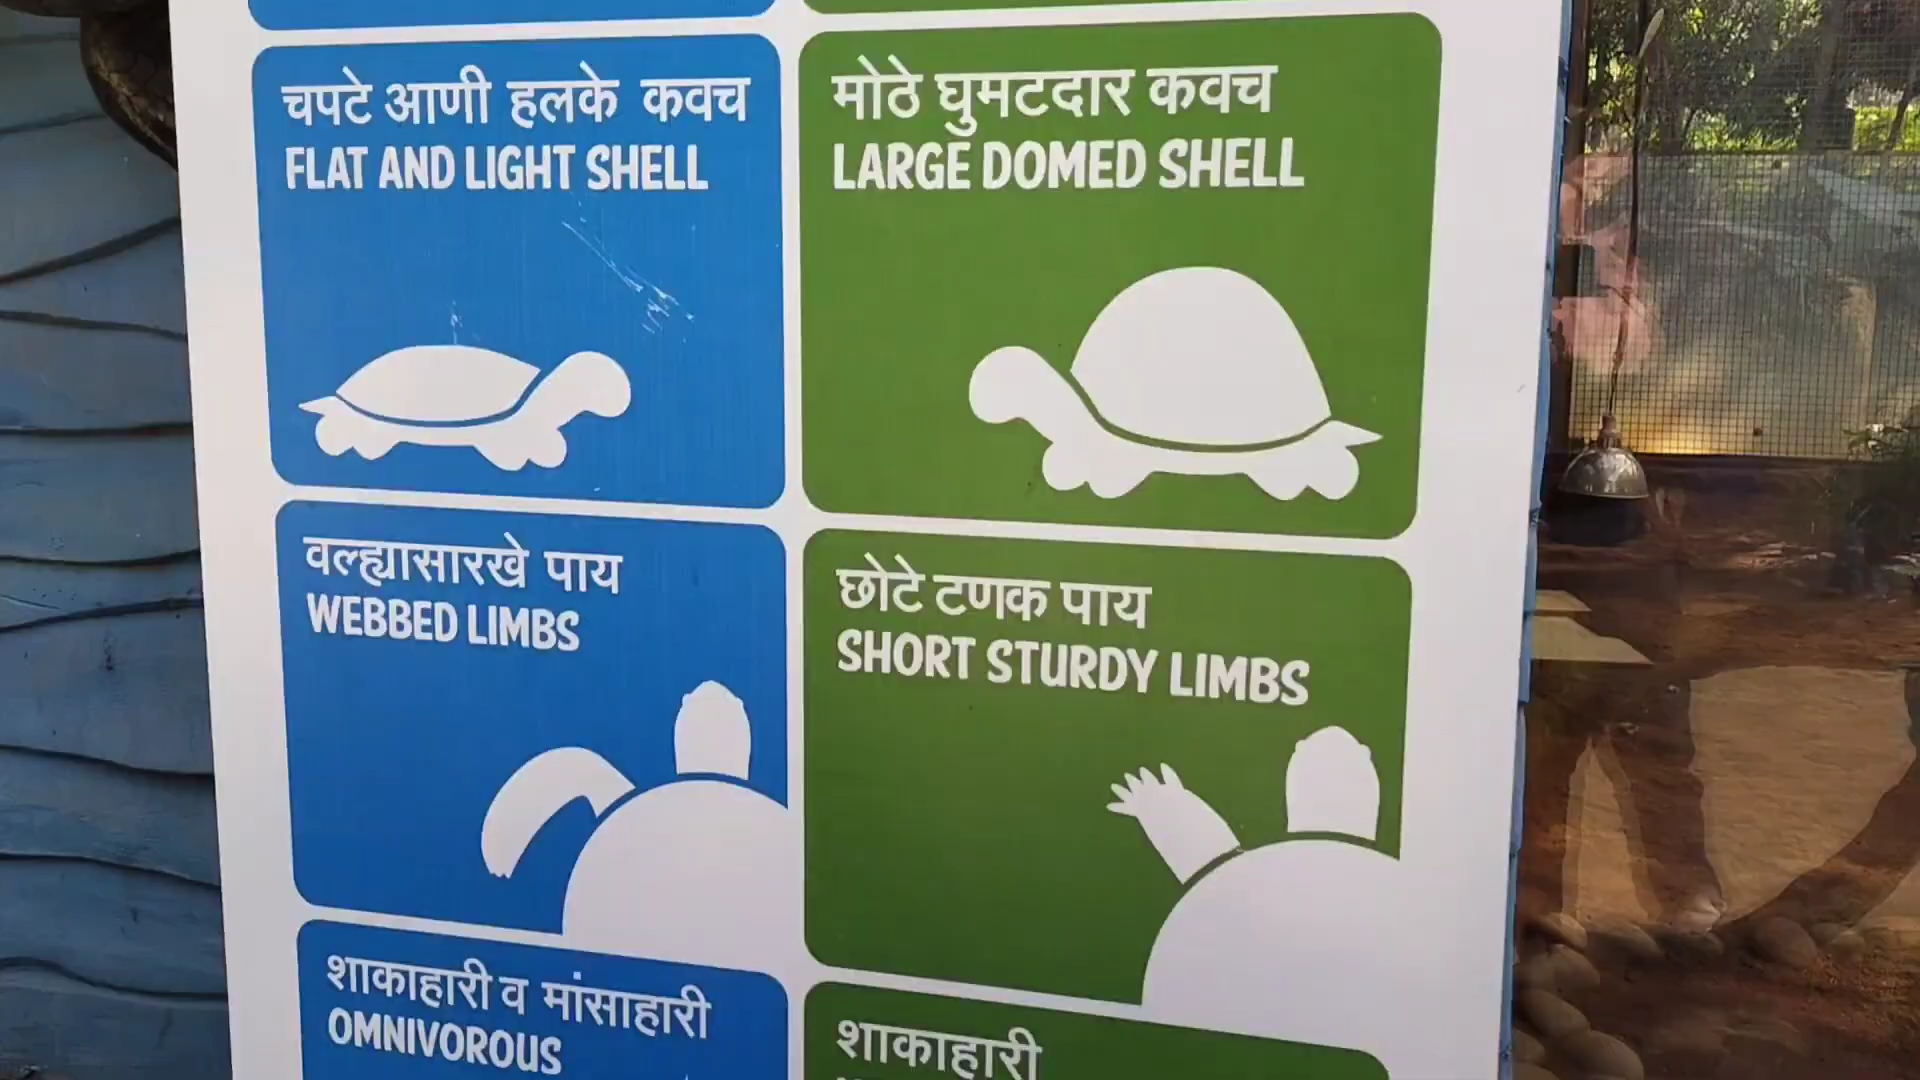 चपटे आणी हलके कवच
FLAT AND LIGHT SHELL
मोठे घुमटदार कवच
LARGE DOMED SHELL
वल्ह्यासारखे पाय
WEBBED LIMBS
छोटे टणक पाय
SHORT STURDY LIMBS
शाकाहारी व मांसाहारी
OMNIVOROUS
शाकाहारी